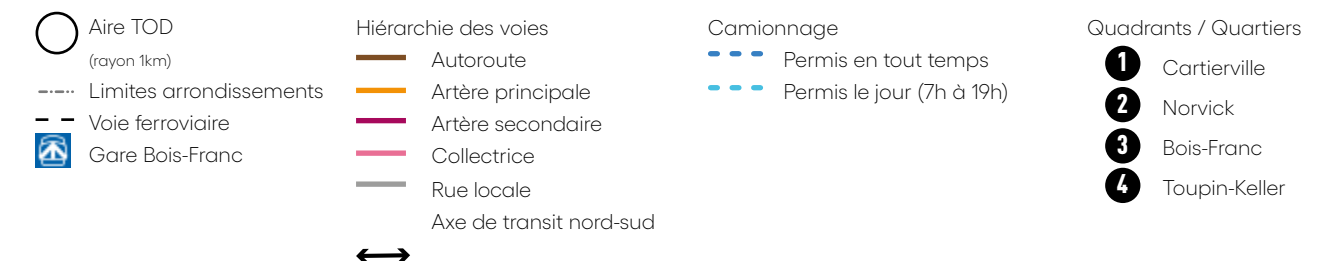 Aire TOD
(rayon 1km)
Limites arrondissements
Voie ferroviaire
Gare Bois-Franc
Hiérarchie des voies
Autoroute
Artère principale
Artère secondaire
Collectrice
Rue locale
Axe de transit nord-sud
Camionnage
Permis en tout temps
Permis le jour (7h à 19h)
Quadrants / Quartiers
1 Cartierville
2 Norvick
3 Bois-Franc
4 Toupin-Keller